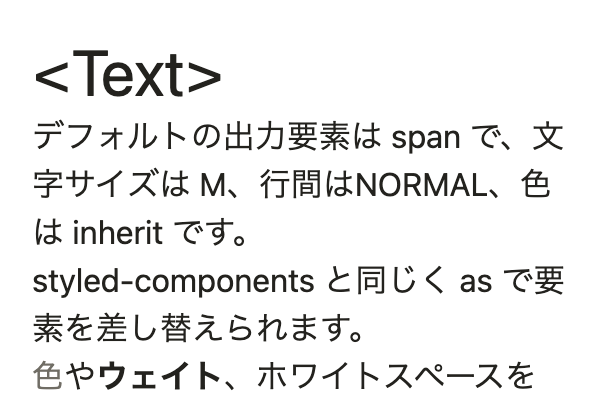 <Text>
デフォルトの出力要素は span で、文
字サイズは M、行間はNORMAL、色
は inherit です。
styled-components と同じく as で要
素を差し替えられます。
色やウェイト、ホワイトスペースを